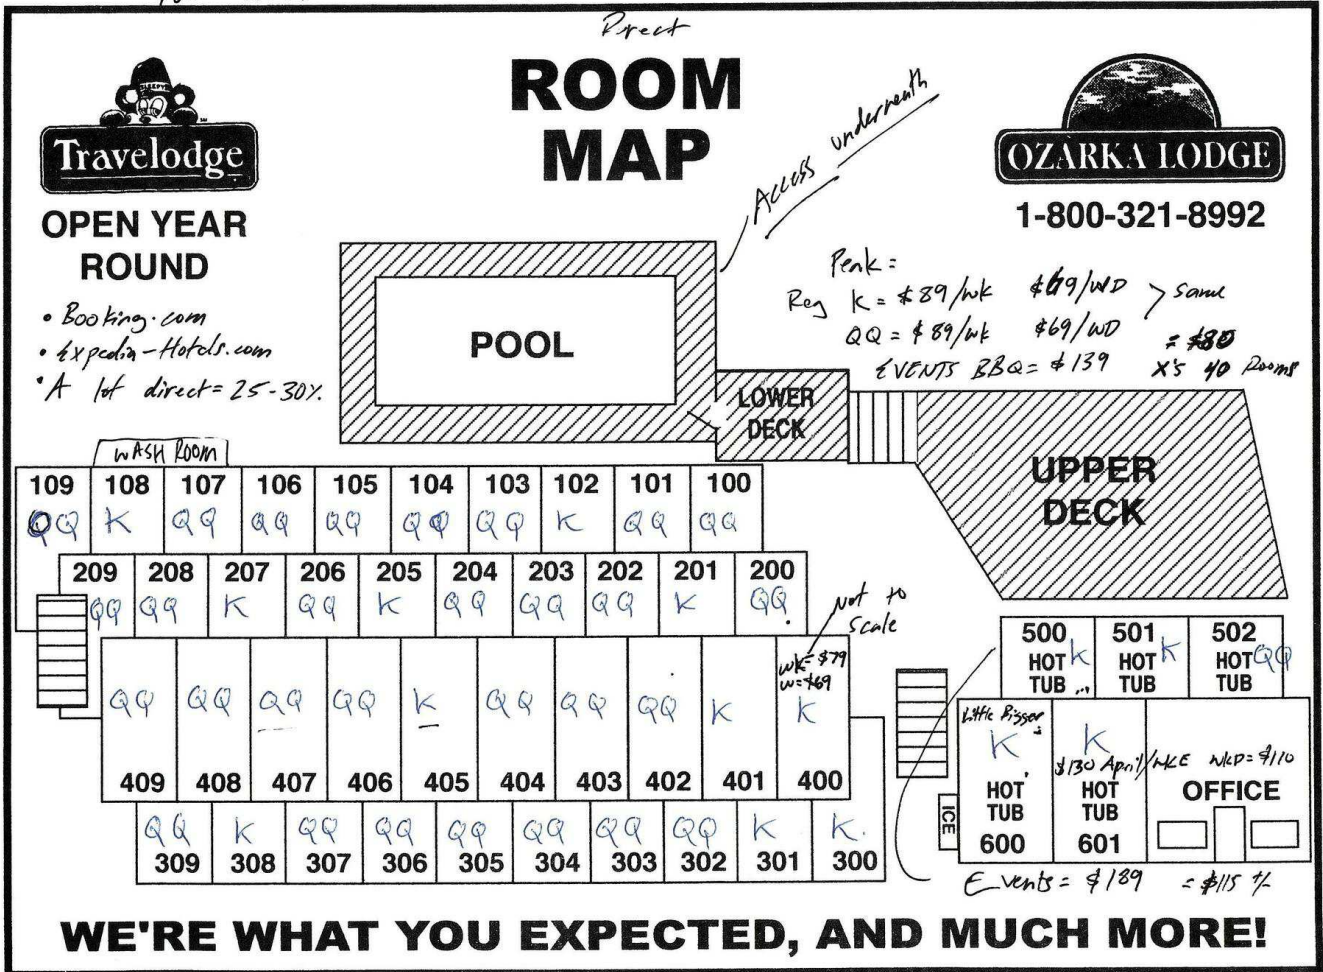 Direct
ROOM
MAP
SLEEPY
Travelodge
OPEN YEAR
ROUND
• Booking.com
• Expedia-Hotels.com
• A lot direct = 25-30%
Access underneath
OZARKA LODGE
1-800-321-8992
Peak =
Reg K = $89/wk $69/WD > same
QQ = $89/wk $69/WD = $80
EVENTS BBQ = $139 X's 40 Rooms
POOL
LOWER
DECK
UPPER
DECK
WASH ROOM
109 108 107 106 105 104 103 102 101 100
QQ K QQ QQ QQ QQ QQ K QQ QQ
209 208 207 206 205 204 203 202 201 200
QQ QQ K QQ K QQ QQ QQ K QQ
Not to
Scale
wk = $79
w = $69
QQ QQ QQ QQ K QQ QQ QQ K K
409 408 407 406 405 404 403 402 401 400
QQ K QQ QQ QQ QQ QQ QQ K K
309 308 307 306 305 304 303 302 301 300
500 501 502
HOT K HOT K HOT QQ
TUB TUB TUB
Little Bigger
K K
$130 April/WKE WKD = $110
HOT HOT OFFICE
TUB TUB
ICE
600 601
Events = $189 = $115 +/-
WE'RE WHAT YOU EXPECTED, AND MUCH MORE!